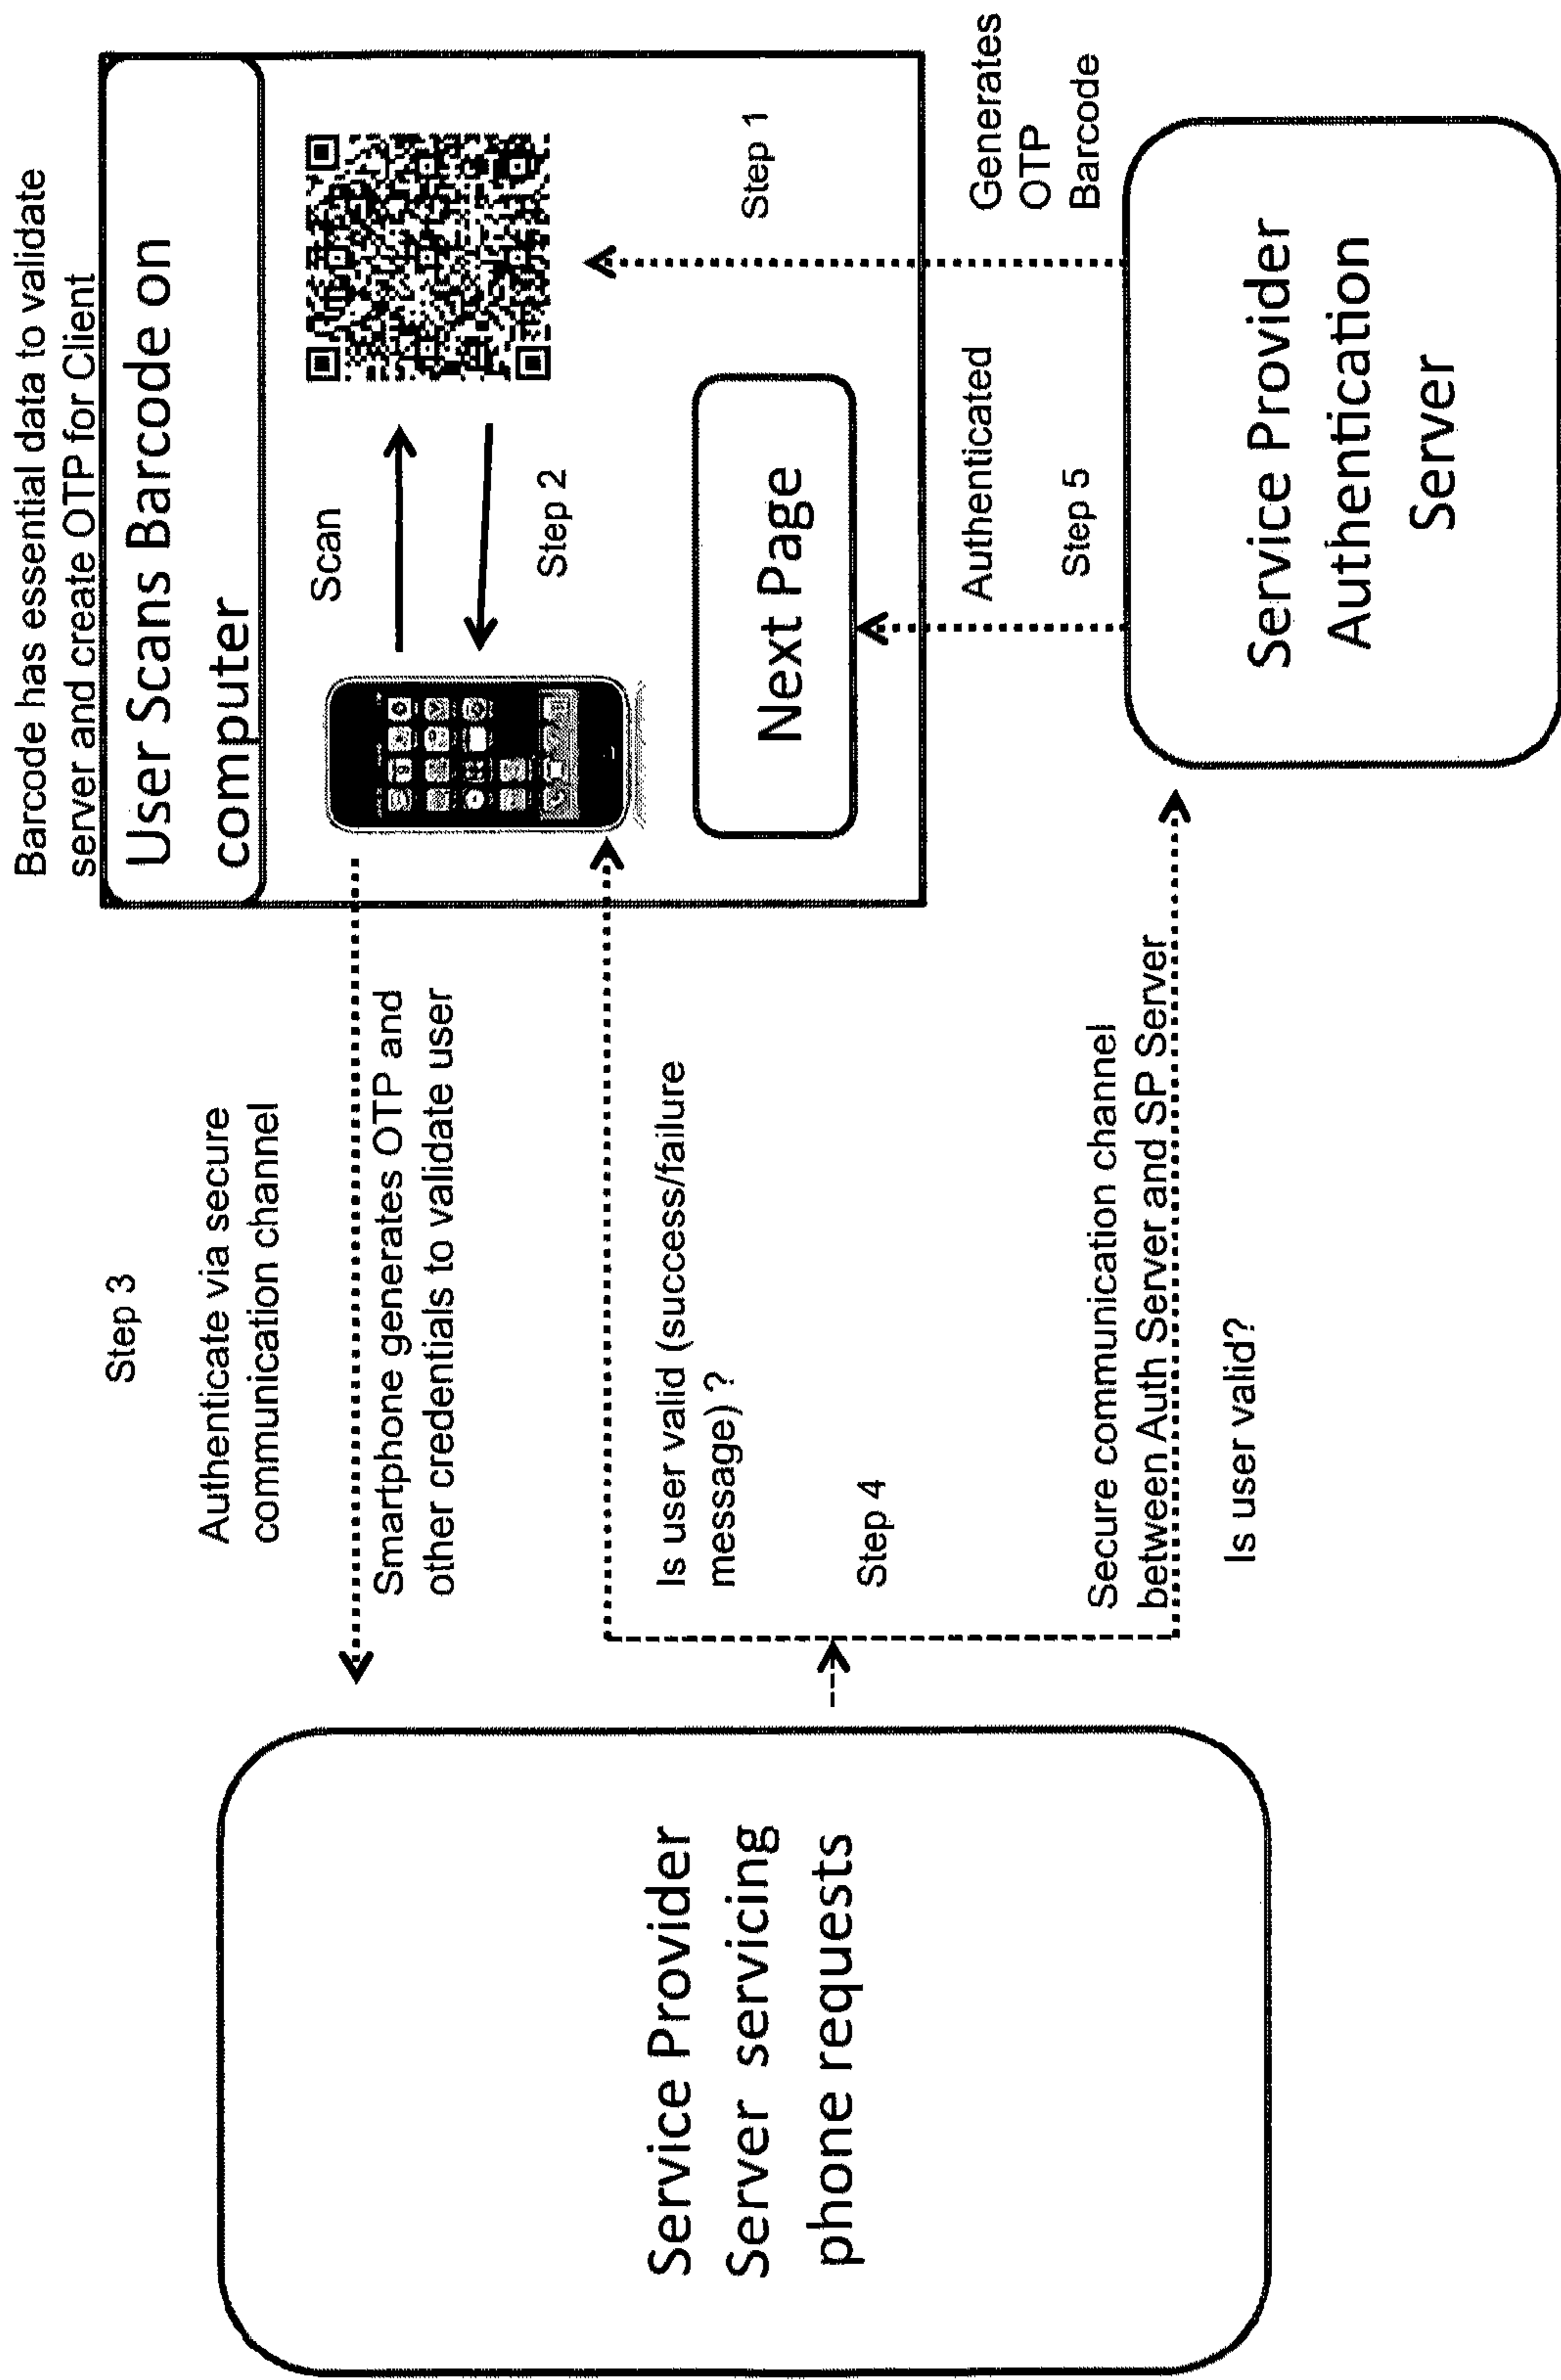 Barcode has essential data to validate
server and create OTP for Client
User Scans Barcode on
computer
Scan
Step 2
Step 1
Next Page
Generates
OTP
Barcode
Authenticated
Step 5
Service Provider
Authentication
Server
Step 3
Authenticate via secure
communication channel
Smartphone generates OTP and
other credentials to validate user
Is user valid (success/failure
message) ?
Step 4
Secure communication channel
between Auth Server and SP Server
Is user valid?
Service Provider
Server servicing
phone requests